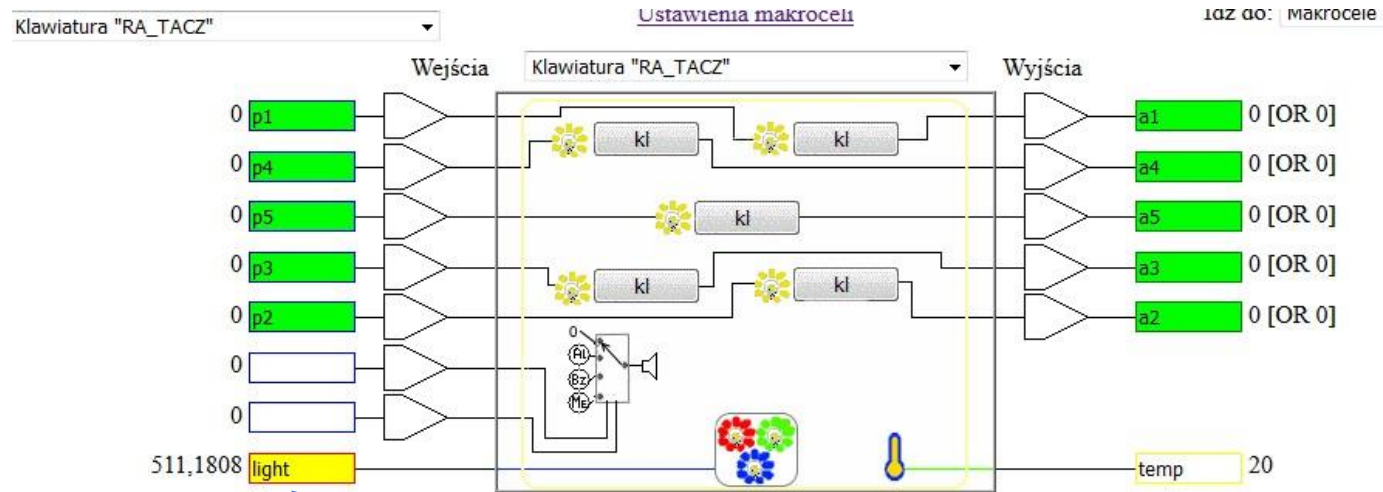 Klawiatura "RA_TACZ"
Ustawienia makroceli
Idź do: Makrocele
Wejścia
Klawiatura "RA_TACZ"
Wyjścia
0 p1
kl
kl
a1 0 [OR 0]
0 p4
a4 0 [OR 0]
0 p5
kl
a5 0 [OR 0]
0 p3
kl
kl
a3 0 [OR 0]
0 p2
a2 0 [OR 0]
0
AL
0
Bz
ME
0
511,1808 light
temp 20